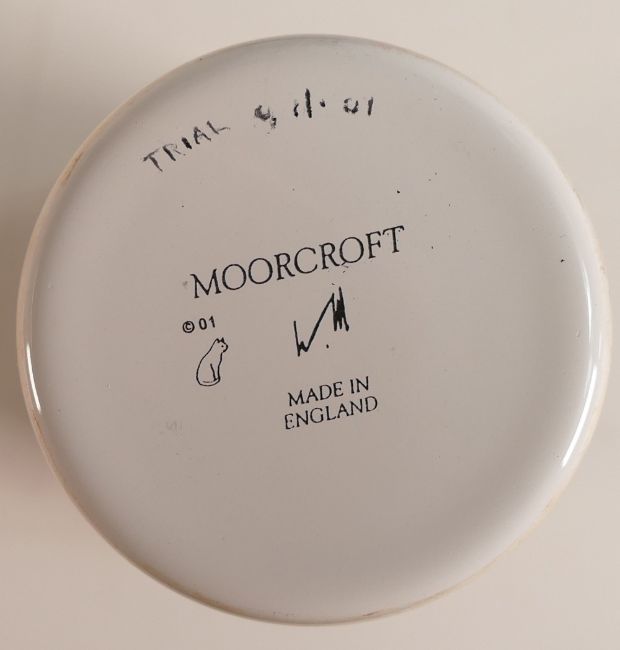 TRIAL 9.11.01
MOORCROFT
© 01
W.M
MADE IN
ENGLAND